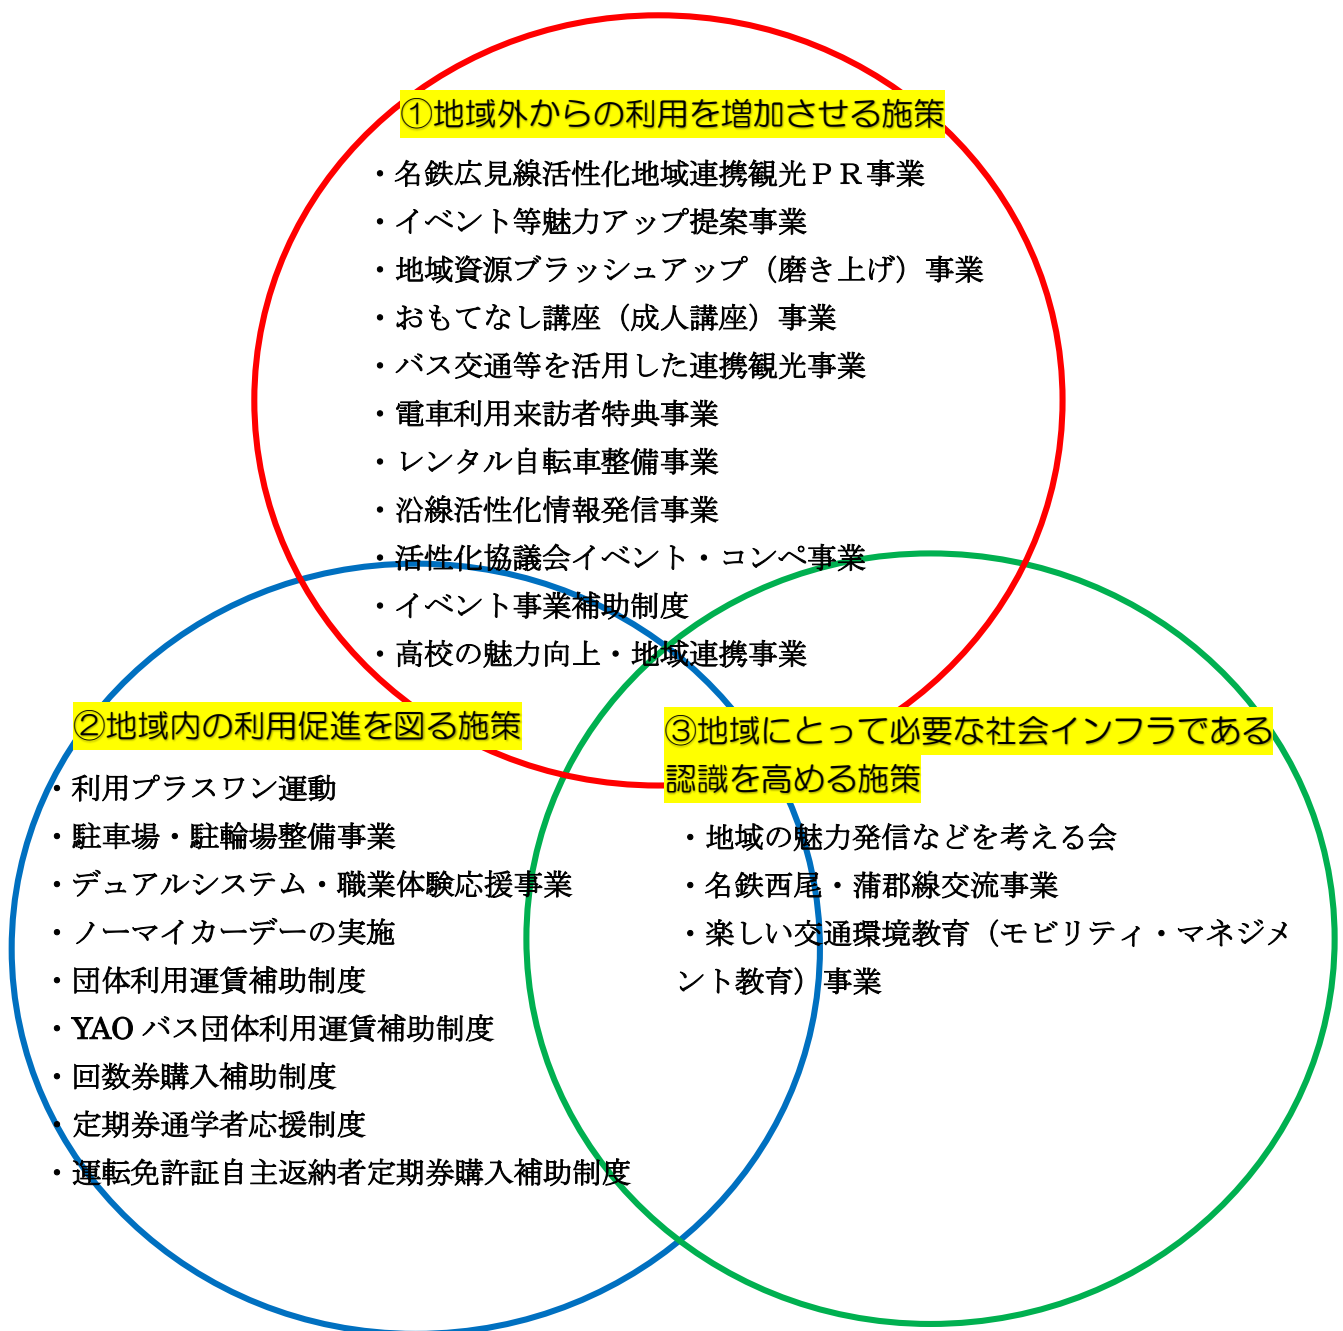 ①地域外からの利用を増加させる施策
・名鉄広見線活性化地域連携観光ＰＲ事業
・イベント等魅力アップ提案事業
・地域資源ブラッシュアップ（磨き上げ）事業
・おもてなし講座（成人講座）事業
・バス交通等を活用した連携観光事業
・電車利用来訪者特典事業
・レンタル自転車整備事業
・沿線活性化情報発信事業
・活性化協議会イベント・コンペ事業
・イベント事業補助制度
・高校の魅力向上・地域連携事業
②地域内の利用促進を図る施策
・利用プラスワン運動
・駐車場・駐輪場整備事業
・デュアルシステム・職業体験応援事業
・ノーマイカーデーの実施
・団体利用運賃補助制度
・YAO バス団体利用運賃補助制度
・回数券購入補助制度
・定期券通学者応援制度
・運転免許証自主返納者定期券購入補助制度
③地域にとって必要な社会インフラである
認識を高める施策
・地域の魅力発信などを考える会
・名鉄西尾・蒲郡線交流事業
・楽しい交通環境教育（モビリティ・マネジメ
ント教育）事業